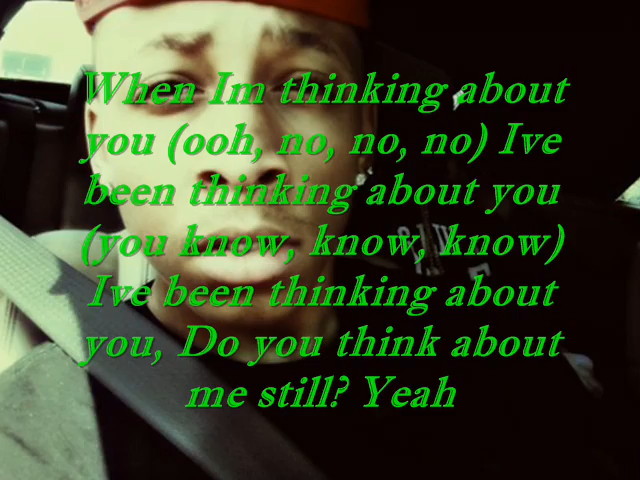 When Im thinking about
you (ooh, no, no, no) Ive
been thinking about you
(you know, know, know)
Ive been thinking about
you, Do you think about
me still? Yeah